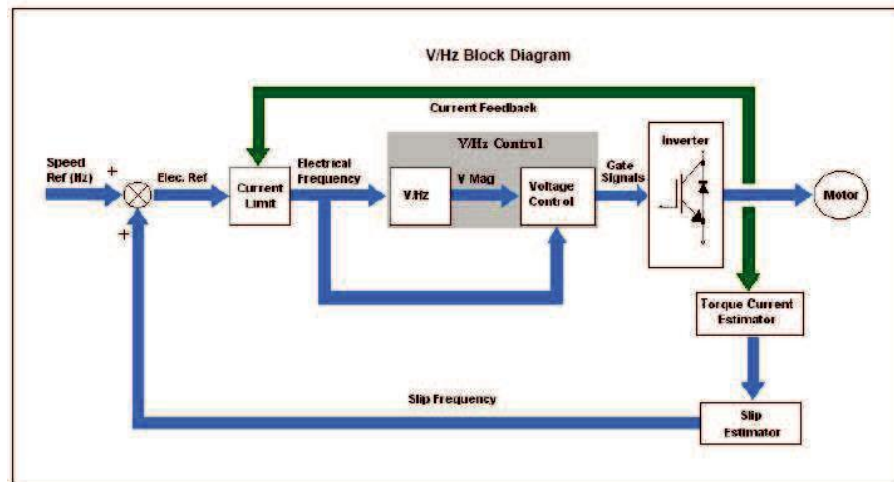 V/Hz Block Diagram
Current Feedback
V/Hz Control
Inverter
Speed
Ref (Hz)
+
Elec. Ref
Current
Limit
Electrical
Frequency
V/Hz
V Mag
Voltage
Control
Gate
Signals
Motor
+
Torque Current
Estimator
Slip Frequency
Slip
Estimator